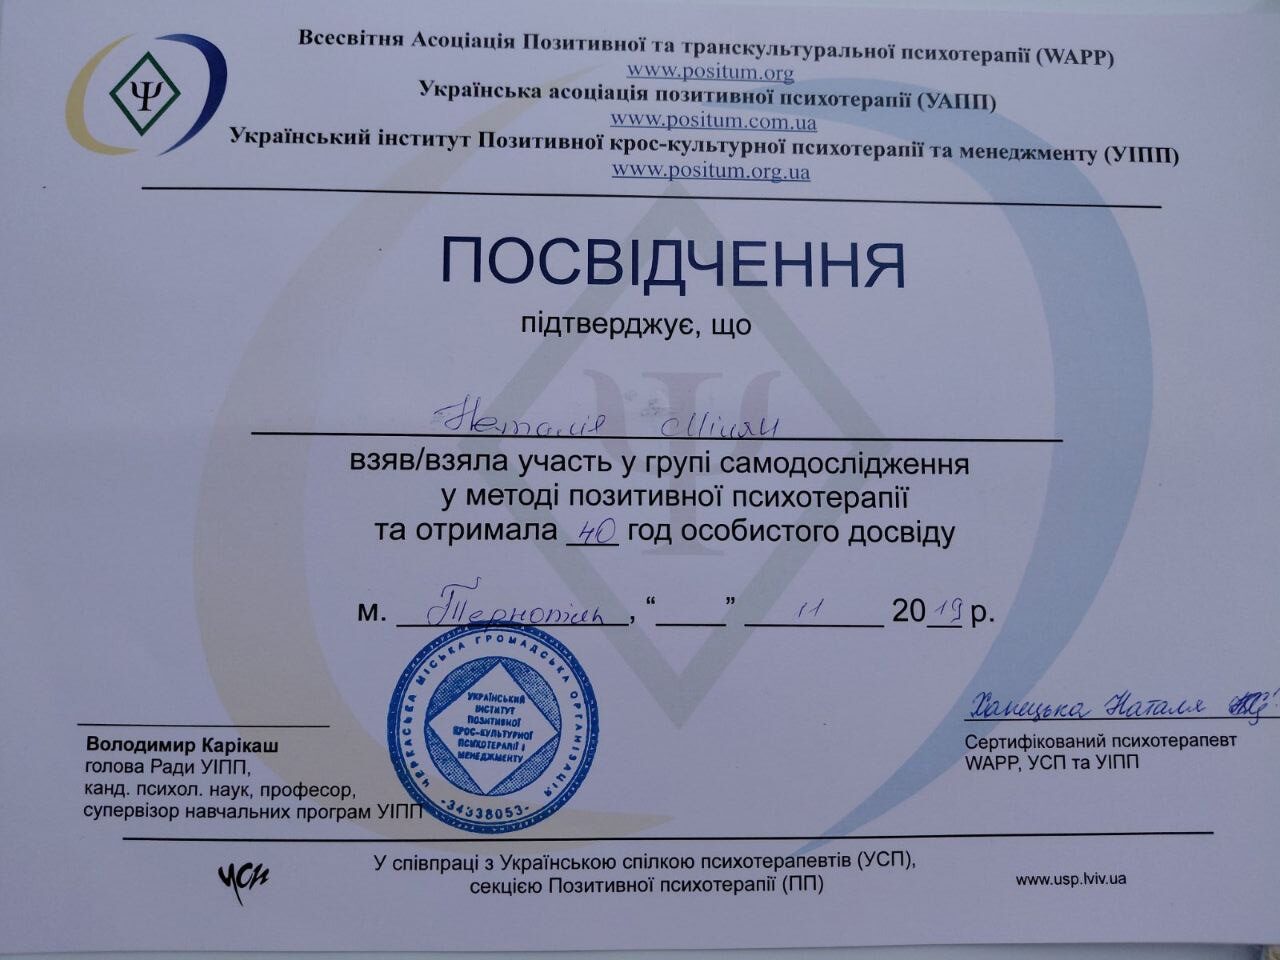 Всесвітня Асоціація Позитивної та транскультуральної психотерапії (WAPP)
www.positum.org
Українська асоціація позитивної психотерапії (УАПП)
www.positum.com.ua
Український інститут Позитивної крос-культурної психотерапії та менеджменту (УІПП)
www.positum.org.ua
Ψ
ПОСВІДЧЕННЯ
підтверджує, що
Наталія Мілян
взяв/взяла участь у групі самодослідження
у методі позитивної психотерапії
та отримала 40 год особистого досвіду
м. Тернопіль, “____” 11 2019 р.
ЧЕРКАСЬКА МІСЬКА ГРОМАДСЬКА ОРГАНІЗАЦІЯ
УКРАЇНСЬКИЙ
ІНСТИТУТ
ПОЗИТИВНОЇ
КРОС-КУЛЬТУРНОЇ
ПСИХОТЕРАПІЇ І
МЕНЕДЖМЕНТУ
-34338053-
Ханецька Наталя
Володимир Карікаш
голова Ради УІПП,
канд. психол. наук, професор,
супервізор навчальних програм УІПП
Сертифікований психотерапевт
WAPP, УСП та УІПП
усп
У співпраці з Українською спілкою психотерапевтів (УСП),
секцією Позитивної психотерапії (ПП)
www.usp.lviv.ua